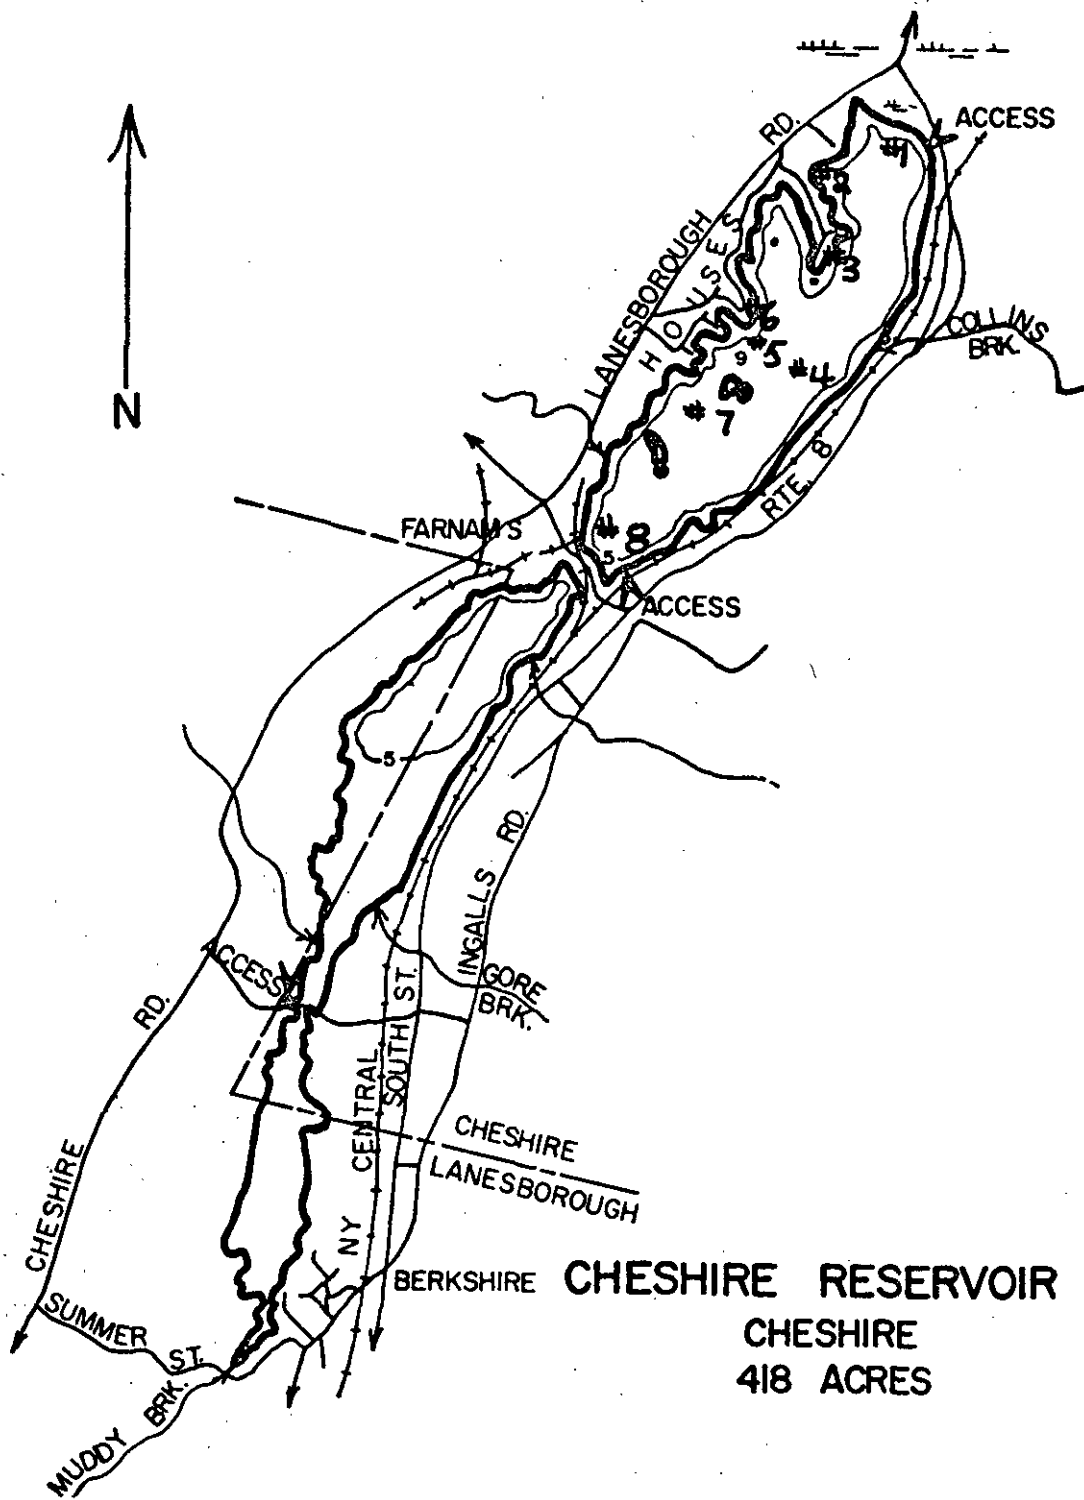 ACCESS
RD.
#1
#2
LANESBOROUGH
HOUSES
#3
#6
COLLINS
BRK.
#5
9
#4
#7
RTE. 8
N
FARNAMS
#8
5
ACCESS
5
INGALLS RD.
ACCESS
GORE
BRK.
RD.
SOUTH ST.
NY CENTRAL
CHESHIRE
LANESBOROUGH
CHESHIRE
BERKSHIRE
CHESHIRE RESERVOIR
CHESHIRE
418 ACRES
SUMMER ST.
MUDDY BRK.